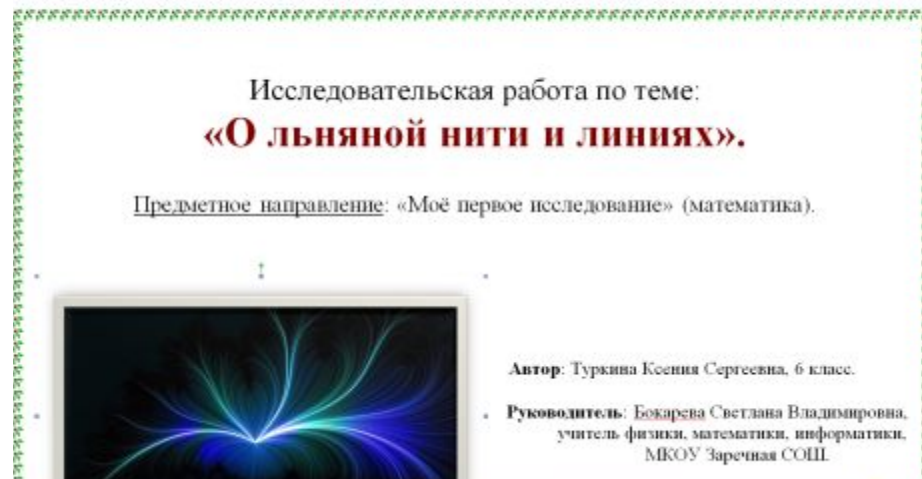 Исследовательская работа по теме:
«О льняной нити и линиях».
Предметное направление: «Моё первое исследование» (математика).
Автор: Туркина Ксения Сергеевна, 6 класс.
Руководитель: Бокарева Светлана Владимировна,
учитель физики, математики, информатики,
МКОУ Заречная СОШ.